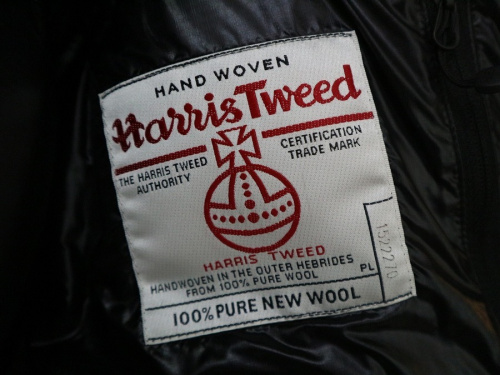 HAND WOVEN
Harris Tweed
THE HARRIS TWEED
AUTHORITY
CERTIFICATION
TRADE MARK
HARRIS TWEED
HANDWOVEN IN THE OUTER HEBRIDES
FROM 100% PURE WOOL
PL
1522270
100% PURE NEW WOOL